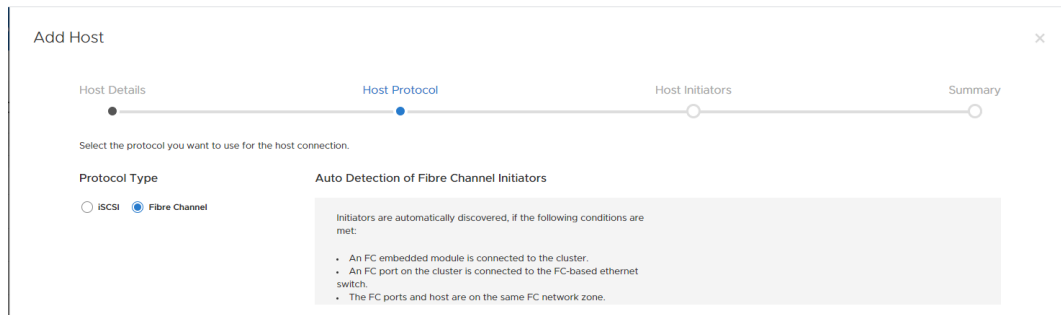 Add Host
Host Details
Host Protocol
Host Initiators
Summary
Select the protocol you want to use for the host connection.
Protocol Type
Auto Detection of Fibre Channel Initiators
iSCSI
Fibre Channel
Initiators are automatically discovered, if the following conditions are
met:
• An FC embedded module is connected to the cluster.
• An FC port on the cluster is connected to the FC-based ethernet
switch.
• The FC ports and host are on the same FC network zone.